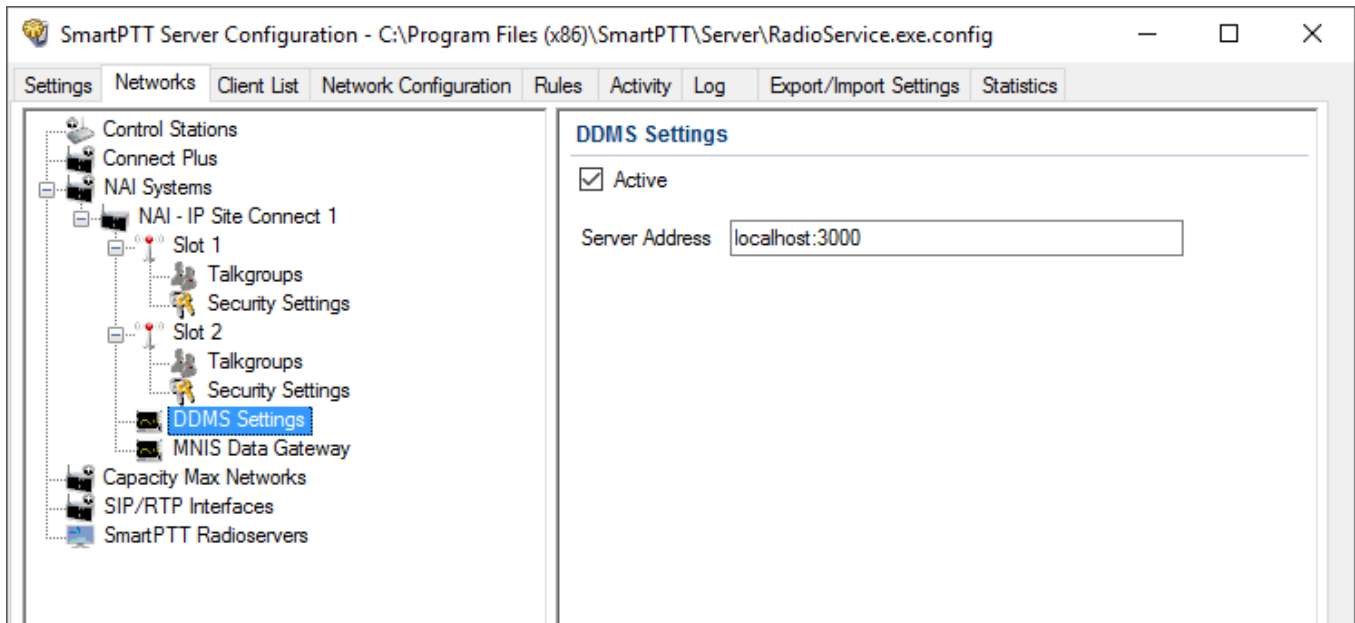 SmartPTT Server Configuration - C:\Program Files (x86)\SmartPTT\Server\RadioService.exe.config
Settings Networks Client List Network Configuration Rules Activity Log Export/Import Settings Statistics
Control Stations
Connect Plus
NAI Systems
NAI - IP Site Connect 1
Slot 1
Talkgroups
Security Settings
Slot 2
Talkgroups
Security Settings
DDMS Settings
MNIS Data Gateway
Capacity Max Networks
SIP/RTP Interfaces
SmartPTT Radioservers
DDMS Settings
Active
Server Address localhost:3000